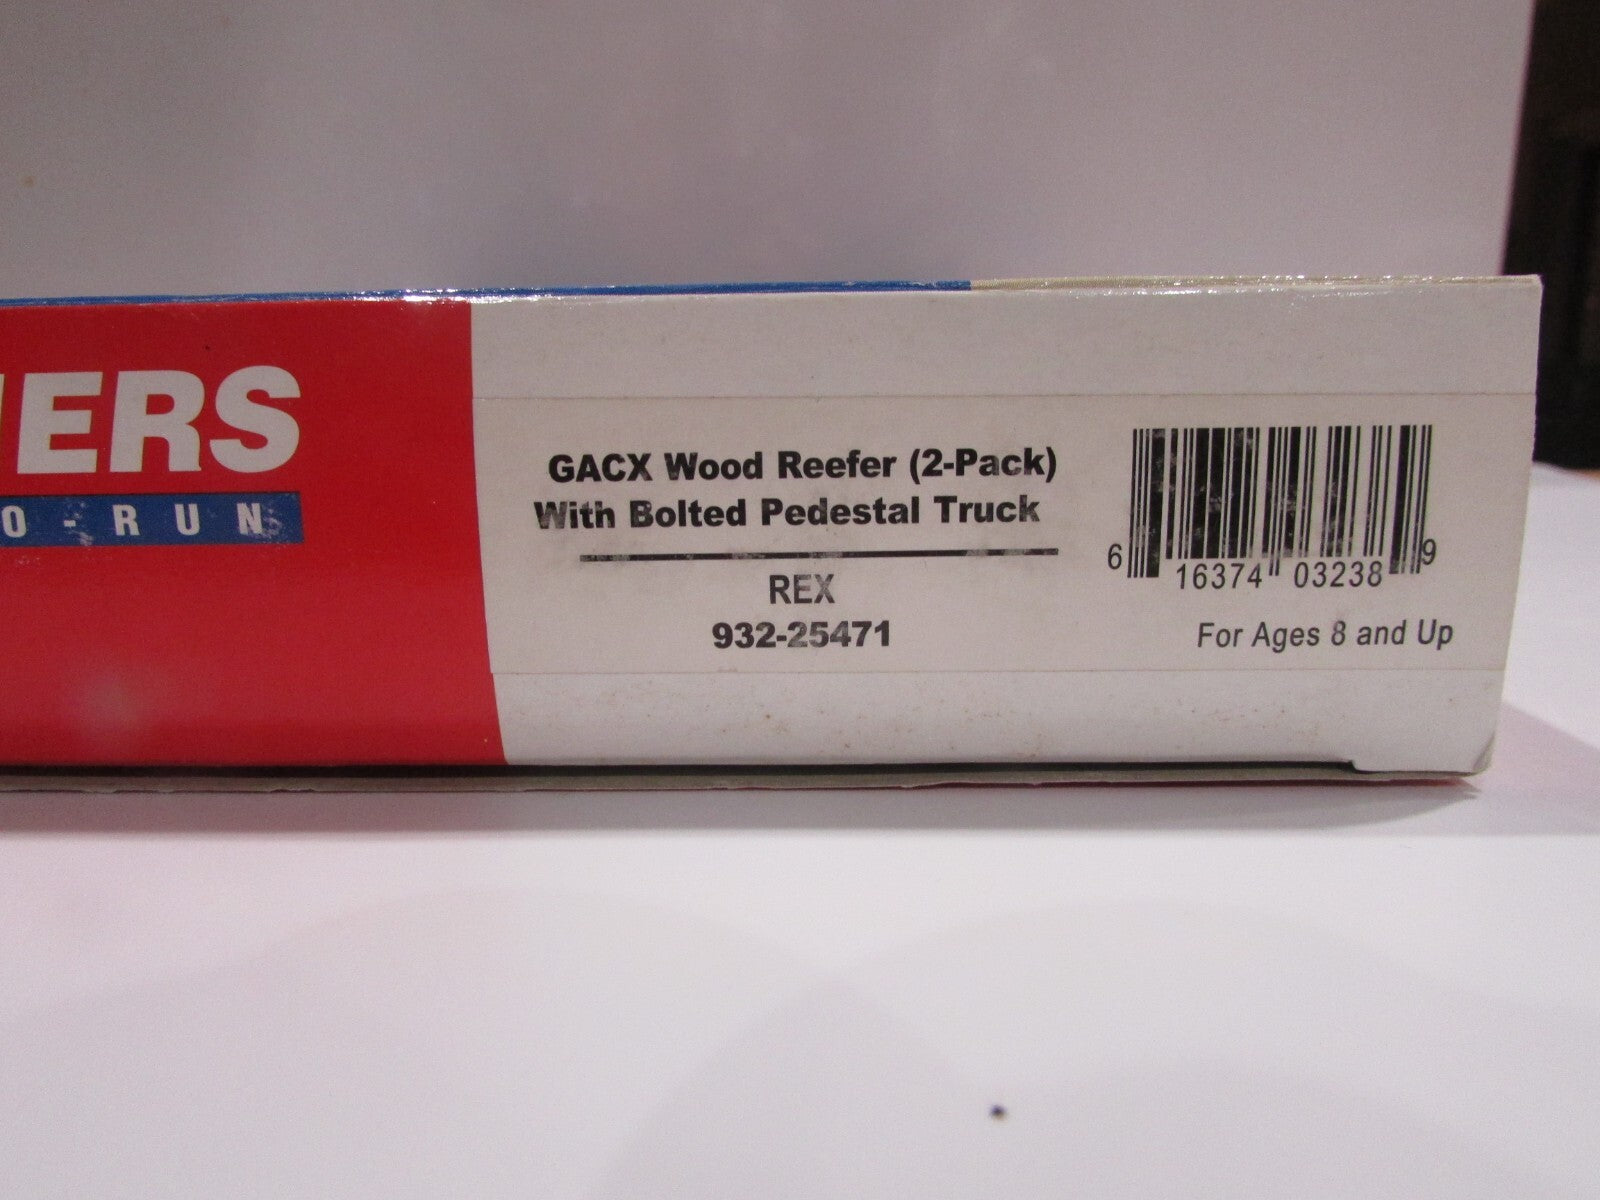 HERS
O-RUN
GACX Wood Reefer (2-Pack)
With Bolted Pedestal Truck
REX
932-25471
6 16374 03238 9
For Ages 8 and Up